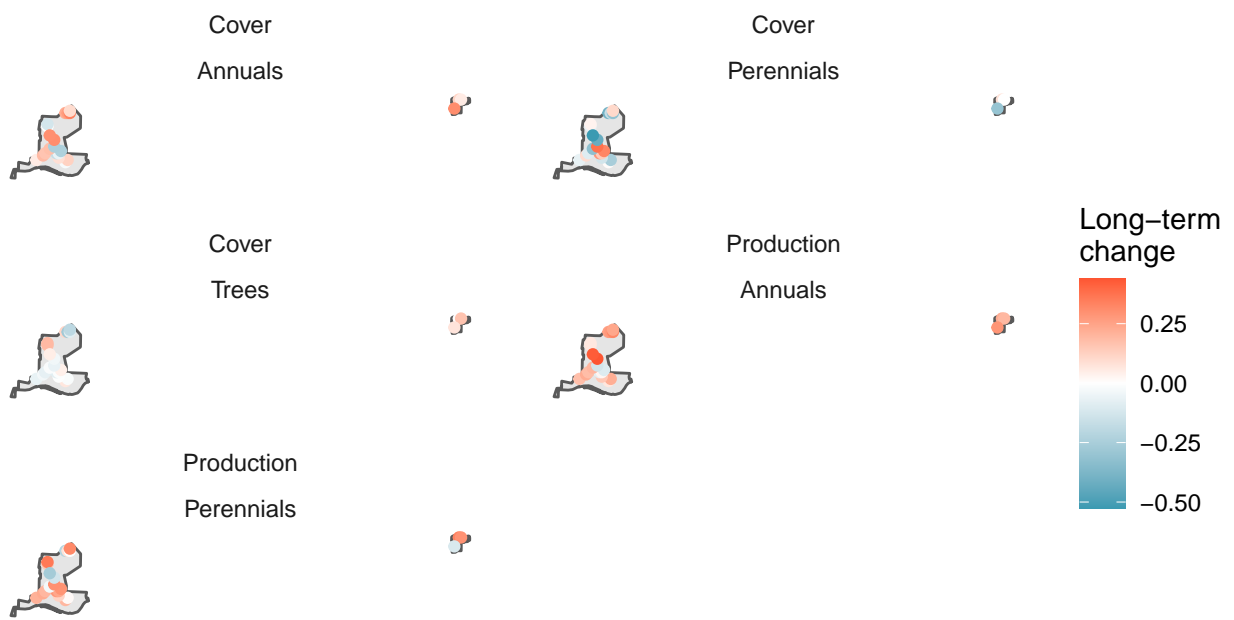 Cover
Annuals
Cover
Perennials
Cover
Trees
Production
Annuals
Production
Perennials
Long−term
change
0.25
0.00
−0.25
−0.50